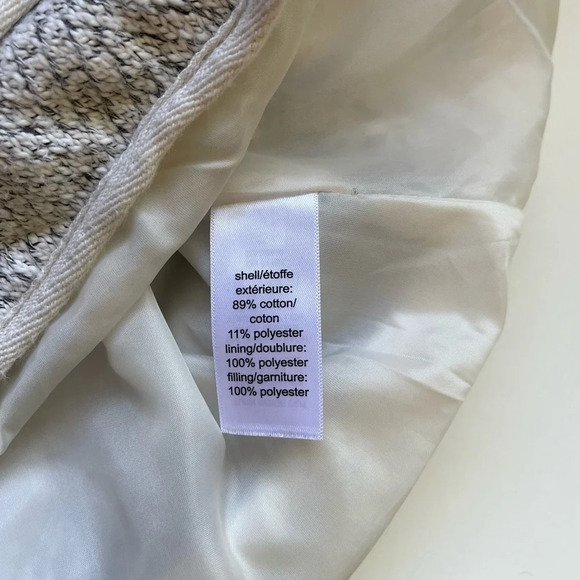 shell/étoffe
extérieure:
89% cotton/
coton
11% polyester
lining/doublure:
100% polyester
filling/garniture:
100% polyester